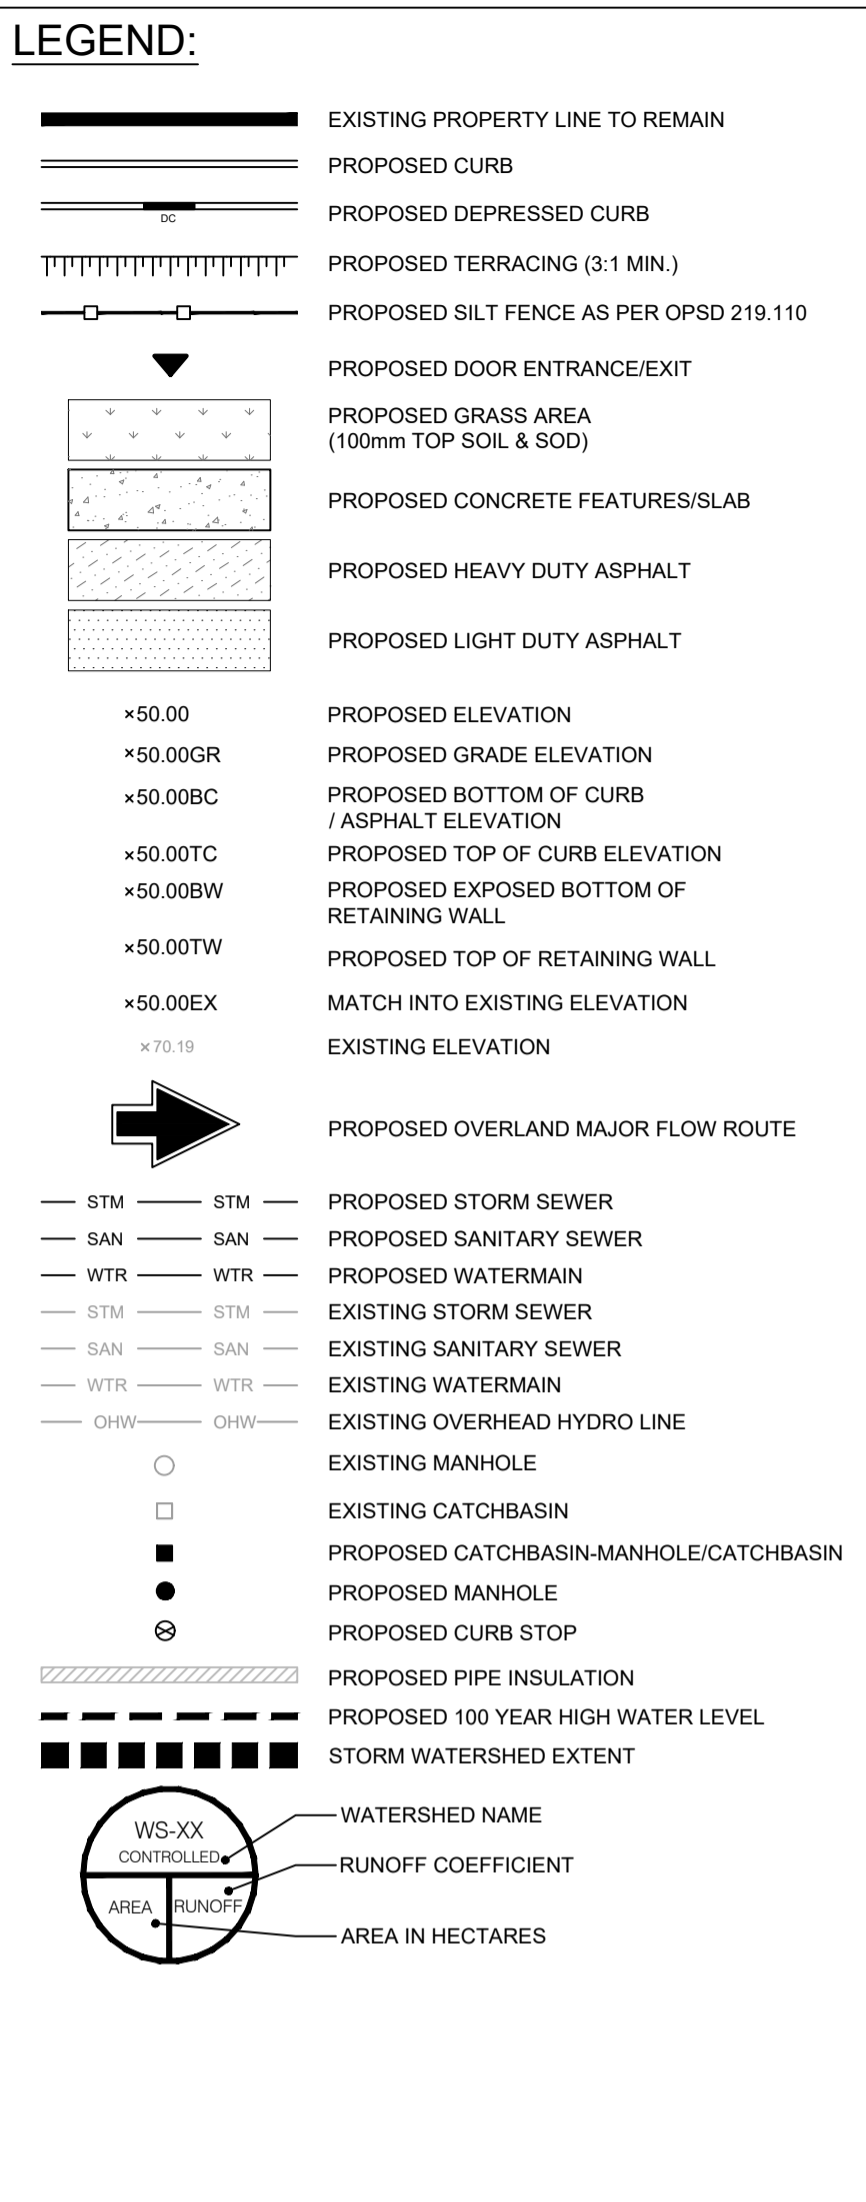 LEGEND:
EXISTING PROPERTY LINE TO REMAIN
PROPOSED CURB
DC
PROPOSED DEPRESSED CURB
PROPOSED TERRACING (3:1 MIN.)
PROPOSED SILT FENCE AS PER OPSD 219.110
PROPOSED DOOR ENTRANCE/EXIT
PROPOSED GRASS AREA
(100mm TOP SOIL & SOD)
PROPOSED CONCRETE FEATURES/SLAB
PROPOSED HEAVY DUTY ASPHALT
PROPOSED LIGHT DUTY ASPHALT
×50.00 PROPOSED ELEVATION
×50.00GR PROPOSED GRADE ELEVATION
×50.00BC PROPOSED BOTTOM OF CURB
/ ASPHALT ELEVATION
×50.00TC PROPOSED TOP OF CURB ELEVATION
×50.00BW PROPOSED EXPOSED BOTTOM OF
RETAINING WALL
×50.00TW PROPOSED TOP OF RETAINING WALL
×50.00EX MATCH INTO EXISTING ELEVATION
×70.19 EXISTING ELEVATION
PROPOSED OVERLAND MAJOR FLOW ROUTE
STM STM PROPOSED STORM SEWER
SAN SAN PROPOSED SANITARY SEWER
WTR WTR PROPOSED WATERMAIN
STM STM EXISTING STORM SEWER
SAN SAN EXISTING SANITARY SEWER
WTR WTR EXISTING WATERMAIN
OHW OHW EXISTING OVERHEAD HYDRO LINE
EXISTING MANHOLE
EXISTING CATCHBASIN
PROPOSED CATCHBASIN-MANHOLE/CATCHBASIN
PROPOSED MANHOLE
PROPOSED CURB STOP
PROPOSED PIPE INSULATION
PROPOSED 100 YEAR HIGH WATER LEVEL
STORM WATERSHED EXTENT
WS-XX
CONTROLLED
AREA RUNOFF
WATERSHED NAME
RUNOFF COEFFICIENT
AREA IN HECTARES